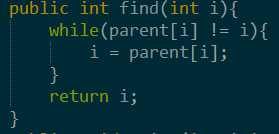 public int find(int i){
while(parent[i] != i){
i = parent[i];
}
return i;
}